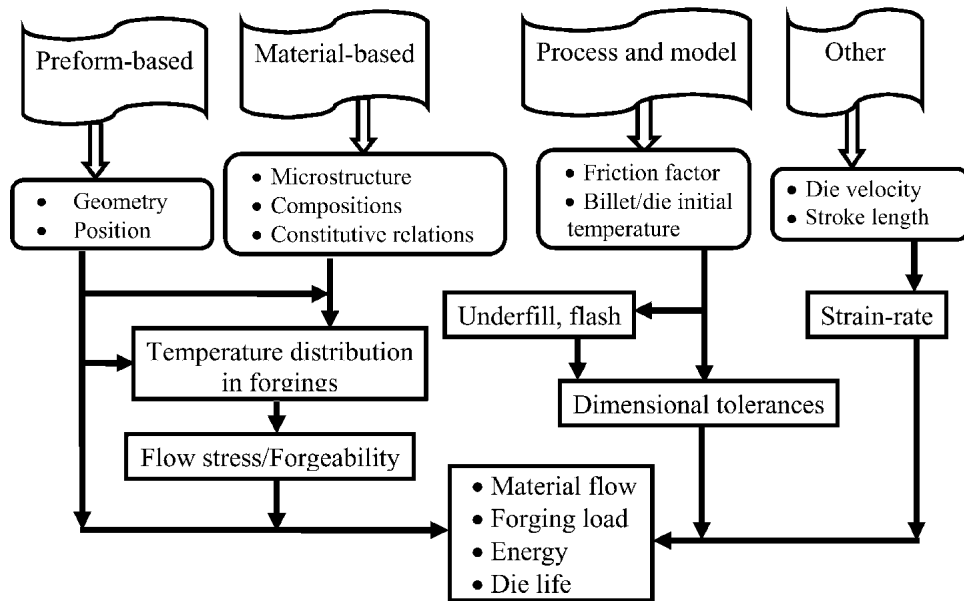 Preform-based
Material-based
Process and model
Other
• Geometry
• Position
• Microstructure
• Compositions
• Constitutive relations
• Friction factor
• Billet/die initial
temperature
• Die velocity
• Stroke length
Underfill, flash
Strain-rate
Temperature distribution
in forgings
Dimensional tolerances
Flow stress/Forgeability
• Material flow
• Forging load
• Energy
• Die life